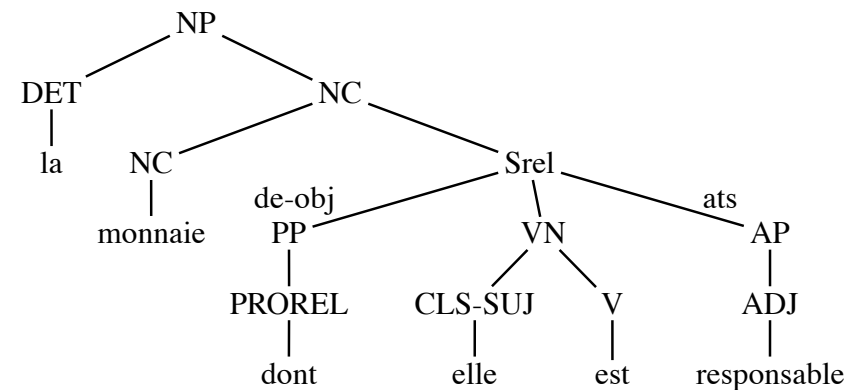 NP
DET NC
la NC Srel
de-obj ats
monnaie PP VN AP
PROREL CLS-SUJ V ADJ
dont elle est responsable